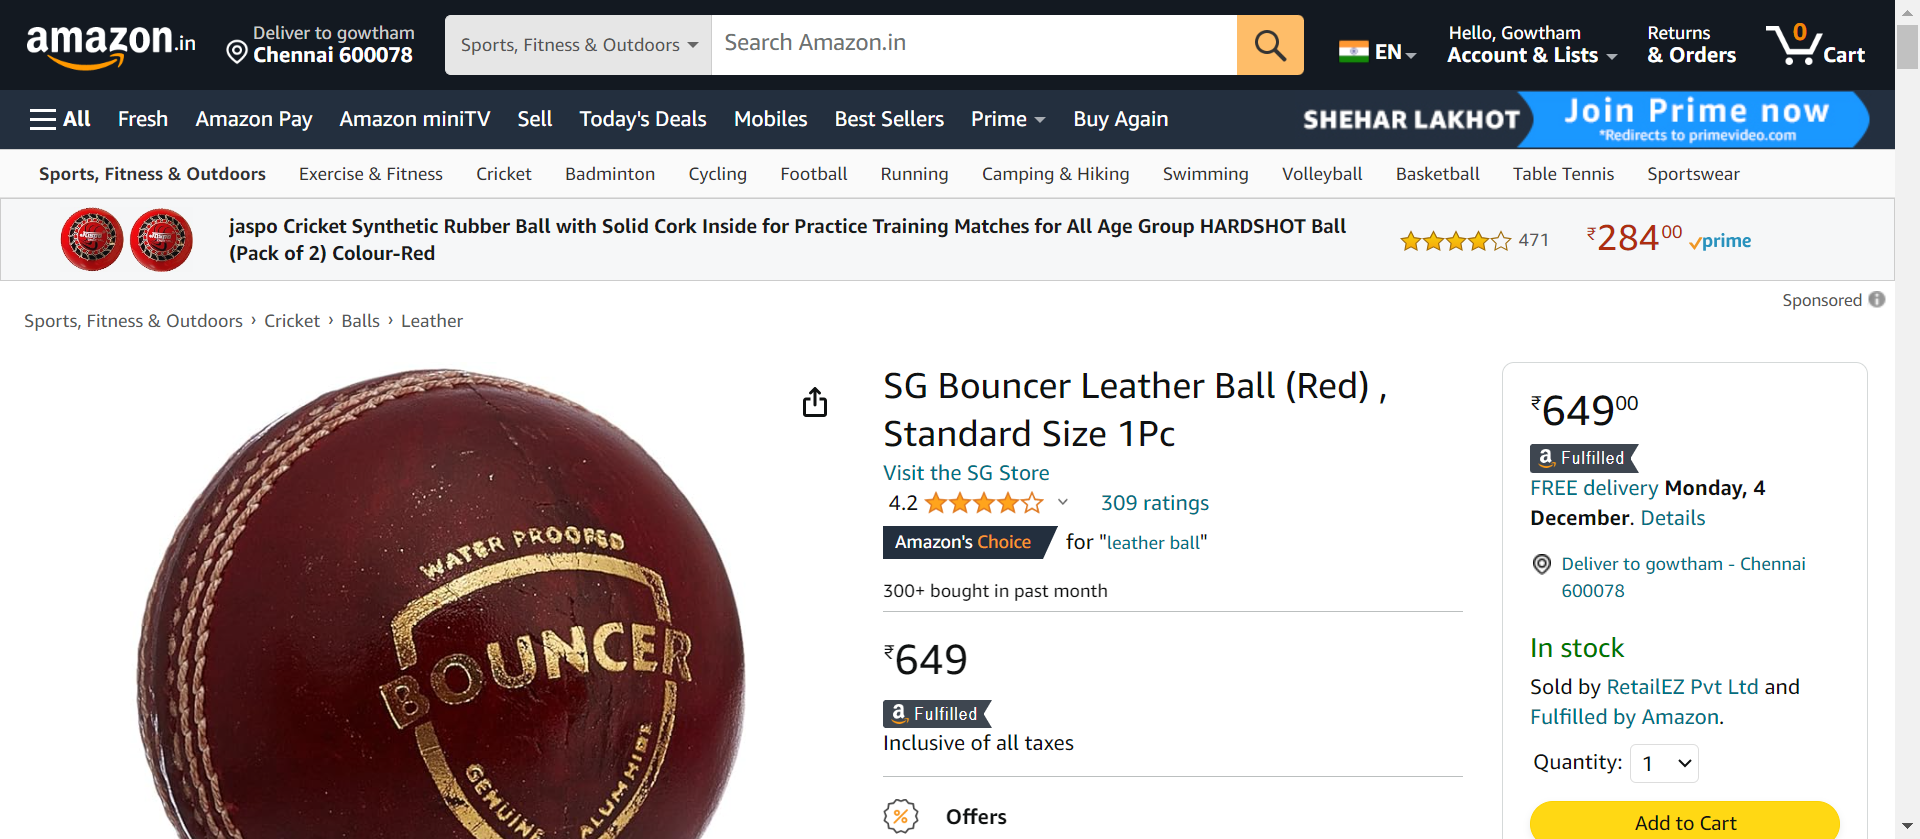 amazon.in
Deliver to gowtham
Chennai 600078
Sports, Fitness & Outdoors
Search Amazon.in
EN
Hello, Gowtham
Account & Lists
Returns
& Orders
0
Cart
All
Fresh
Amazon Pay
Amazon miniTV
Sell
Today's Deals
Mobiles
Best Sellers
Prime
Buy Again
SHEHAR LAKHOT
Join Prime now
*Redirects to primevideo.com
Sports, Fitness & Outdoors
Exercise & Fitness
Cricket
Badminton
Cycling
Football
Running
Camping & Hiking
Swimming
Volleyball
Basketball
Table Tennis
Sportswear
jaspo Cricket Synthetic Rubber Ball with Solid Cork Inside for Practice Training Matches for All Age Group HARDSHOT Ball
(Pack of 2) Colour-Red
471
₹28400
prime
Sponsored
Sports, Fitness & Outdoors › Cricket › Balls › Leather
WATER PROOFED
BOUNCER
GENUINE
ALUM HIDE
SG Bouncer Leather Ball (Red) ,
Standard Size 1Pc
Visit the SG Store
4.2
309 ratings
Amazon's Choice
for "leather ball"
300+ bought in past month
₹649
a Fulfilled
Inclusive of all taxes
Offers
₹64900
a Fulfilled
FREE delivery Monday, 4
December. Details
Deliver to gowtham - Chennai
600078
In stock
Sold by RetailEZ Pvt Ltd and
Fulfilled by Amazon.
Quantity: 1
Add to Cart